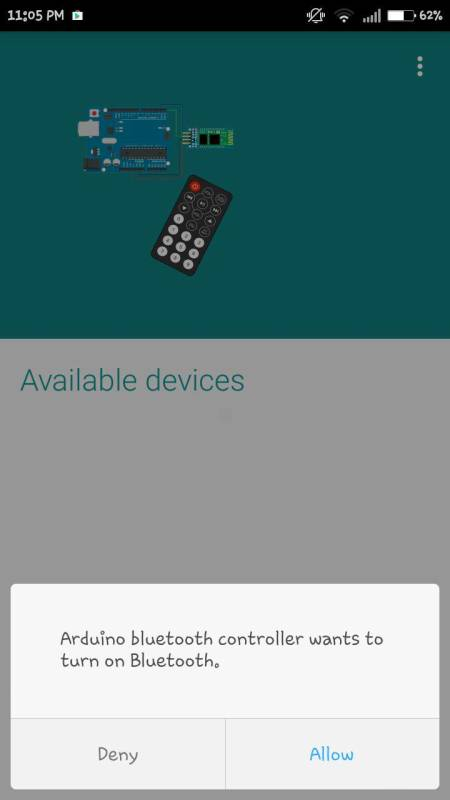 11:05 PM
62%
Available devices
Arduino bluetooth controller wants to
turn on Bluetooth.
Deny
Allow